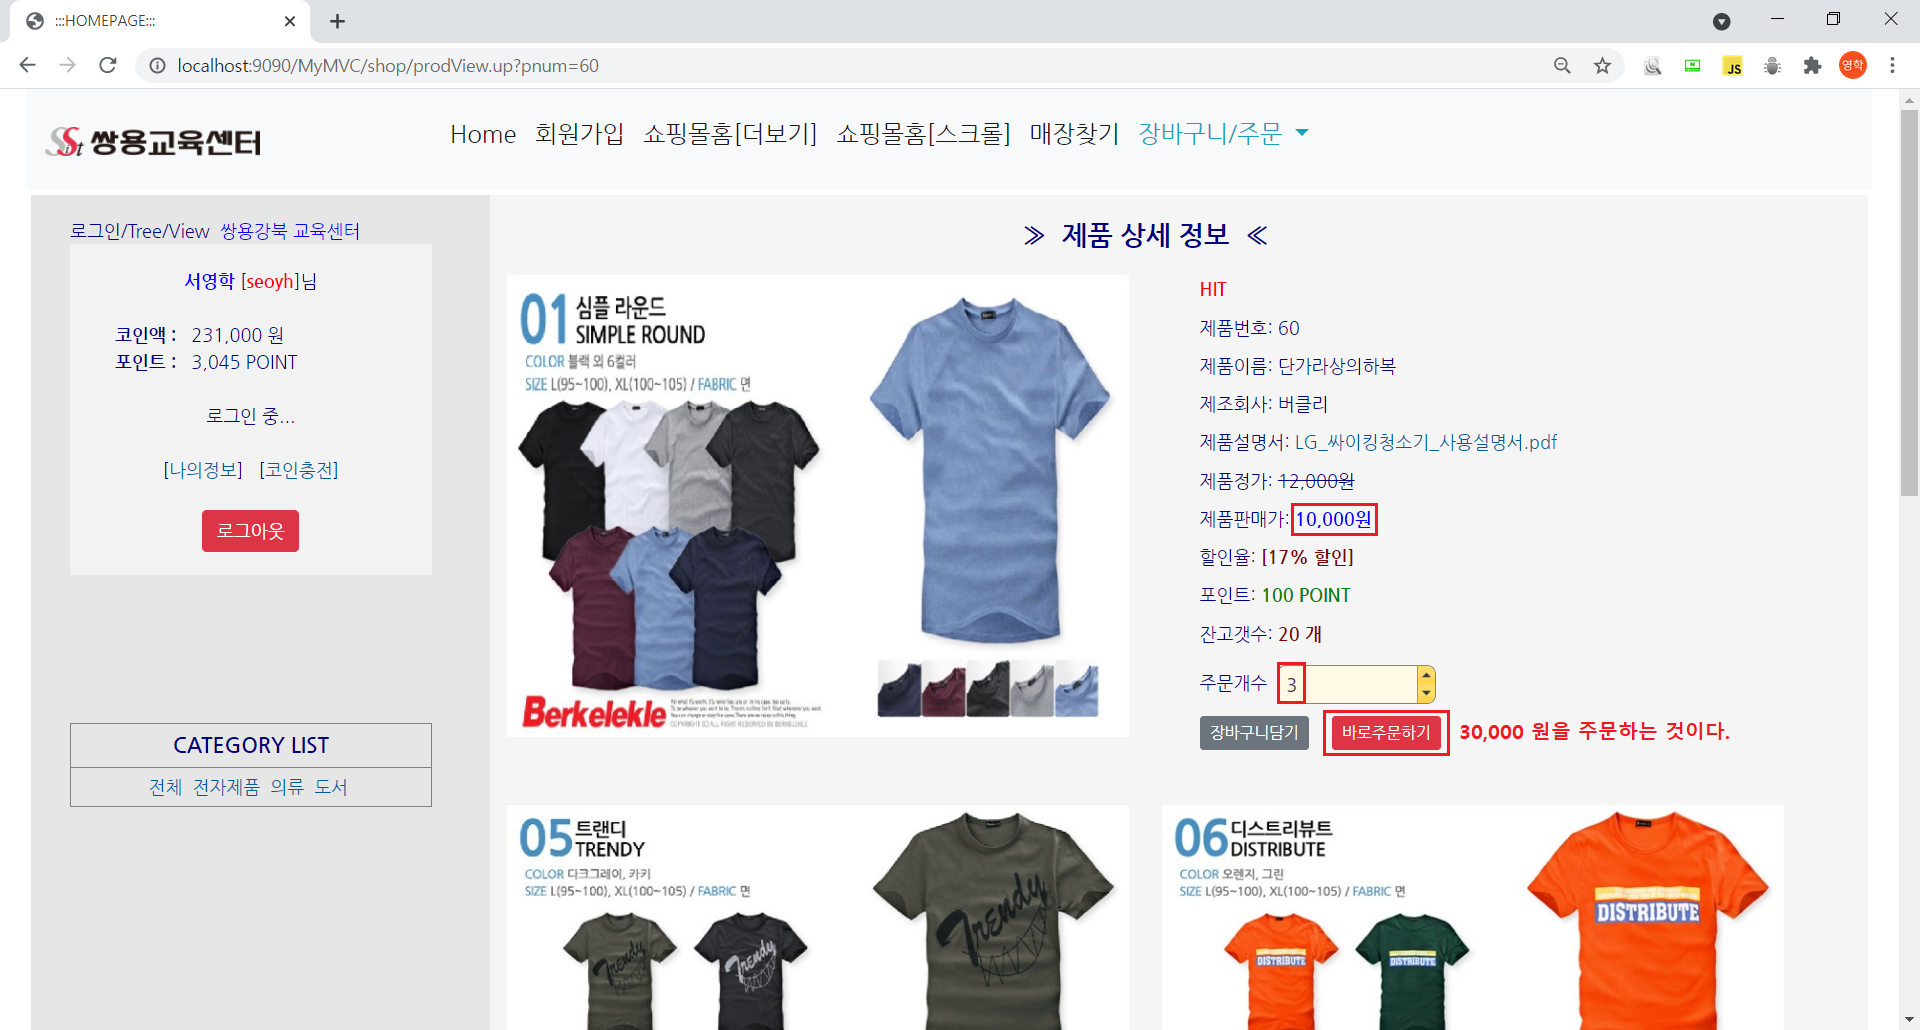 :::HOMEPAGE:::
localhost:9090/MyMVC/shop/prodView.up?pnum=60
JS
영학
Sist 쌍용교육센터
Home 회원가입 쇼핑몰홈[더보기] 쇼핑몰홈[스크롤] 매장찾기 장바구니/주문
로그인/Tree/View 쌍용강북 교육센터
서영학 [seoyh]님
코인액 : 231,000 원
포인트 : 3,045 POINT
로그인 중...
[나의정보] [코인충전]
로그아웃
CATEGORY LIST
전체 전자제품 의류 도서
≫ 제품 상세 정보 ≪
01 심플 라운드
SIMPLE ROUND
COLOR 블랙 외 6컬러
SIZE L(95~100), XL(100~105) / FABRIC 면
Berkelekle
HIT
제품번호: 60
제품이름: 단가라상의하복
제조회사: 버클리
제품설명서: LG_싸이킹청소기_사용설명서.pdf
제품정가: 12,000원
제품판매가: 10,000원
할인율: [17% 할인]
포인트: 100 POINT
잔고갯수: 20 개
주문개수 3
장바구니담기 바로주문하기 30,000 원을 주문하는 것이다.
05 트랜디
TRENDY
COLOR 다크그레이, 카키
SIZE L(95~100), XL(100~105) / FABRIC 면
Trendy
Trendy
Trendy
06 디스트리뷰트
DISTRIBUTE
COLOR 오렌지, 그린
SIZE L(95~100), XL(100~105) / FABRIC 면
DISTRIBUTE
DISTRIBUTE
DISTRIBUTE